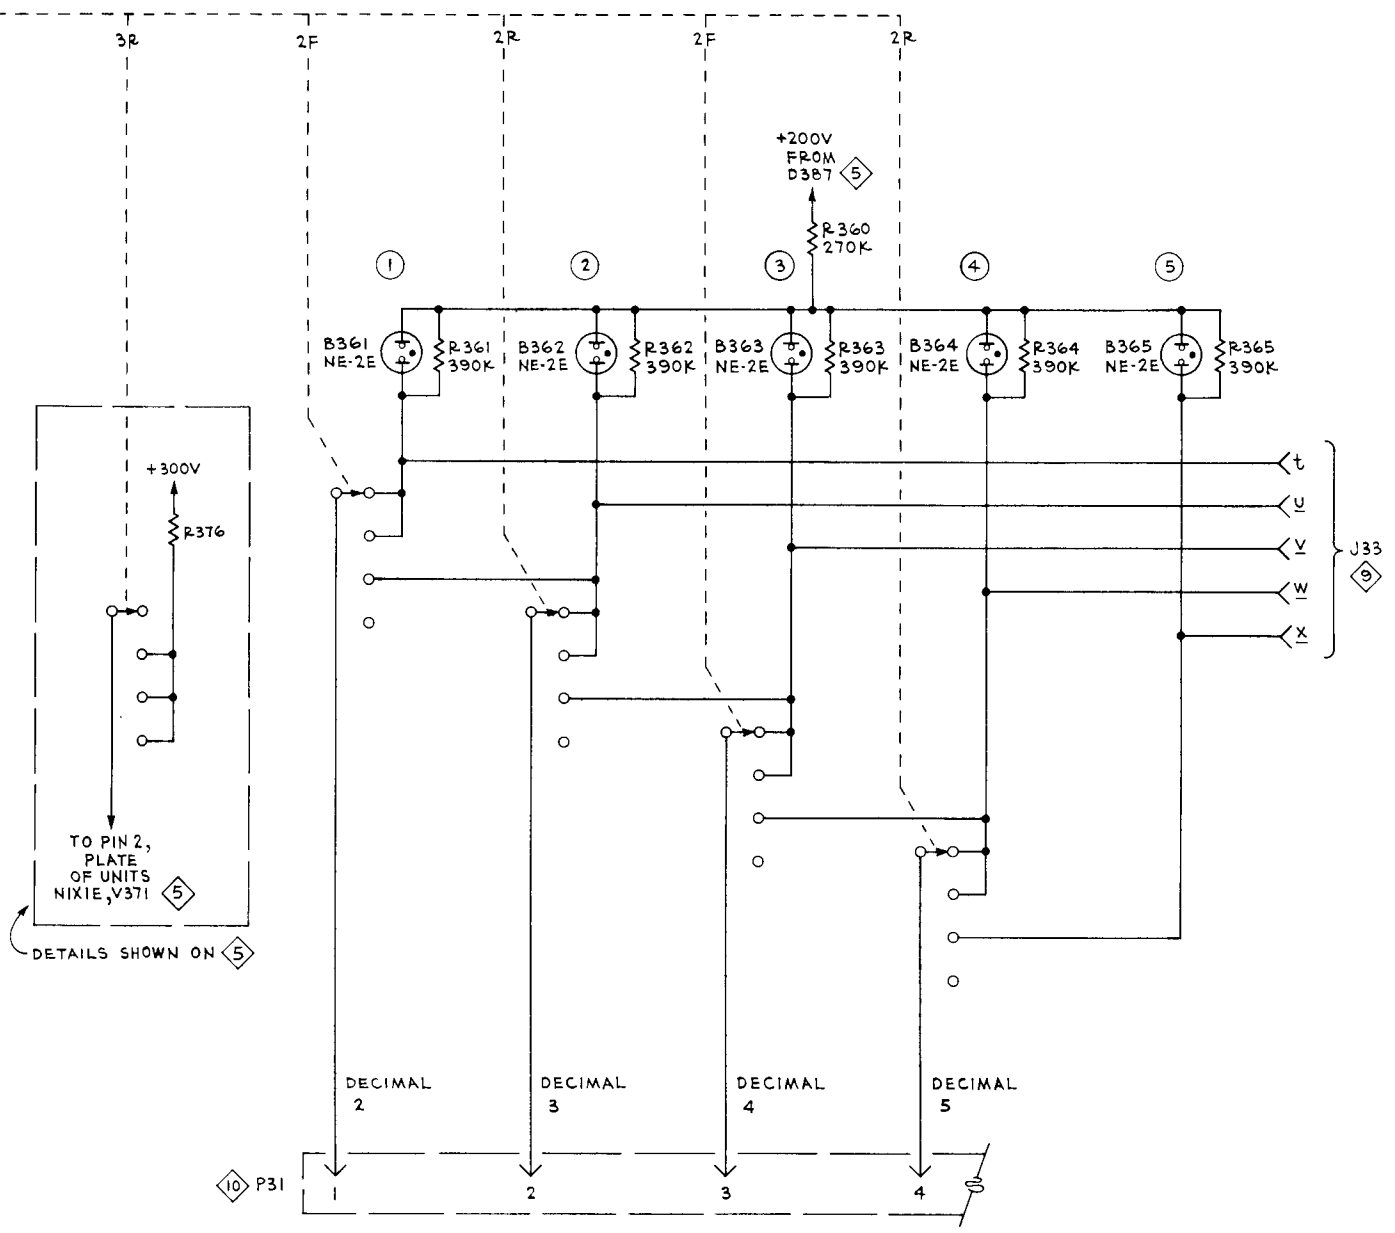 3R
2F
2R
2F
2R
+200V
FROM
D387 5
R360
270K
1
2
3
4
5
B361
NE-2E
R361
390K
B362
NE-2E
R362
390K
B363
NE-2E
R363
390K
B364
NE-2E
R364
390K
B365
NE-2E
R365
390K
+300V
R376
t
u
v
w
x
J33
9
TO PIN 2,
PLATE
OF UNITS
NIXIE, V371 5
DETAILS SHOWN ON 5
DECIMAL
2
DECIMAL
3
DECIMAL
4
DECIMAL
5
10 P31
1
2
3
4